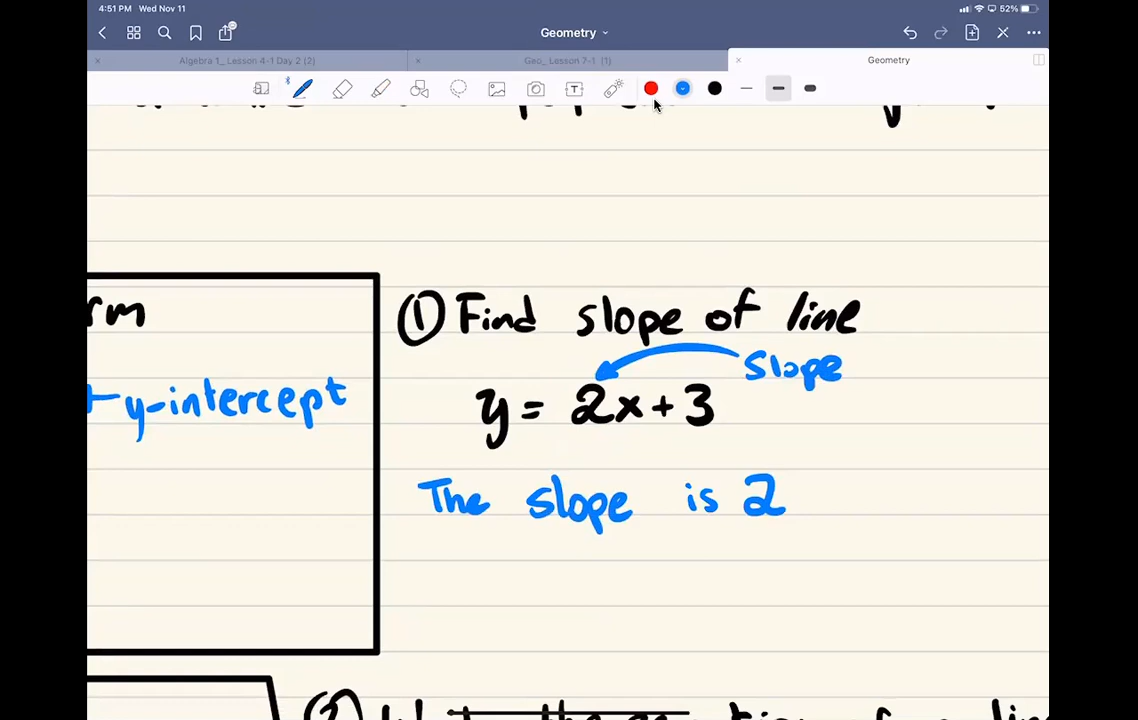 4:51 PM Wed Nov 11
52%
Geometry
Algebra 1_ Lesson 4-1 Day 2 (2)
Geo_ Lesson 7-1 (1)
Geometry
T
rm
① Find slope of line
slope
y-intercept
y = 2x + 3
The slope is 2